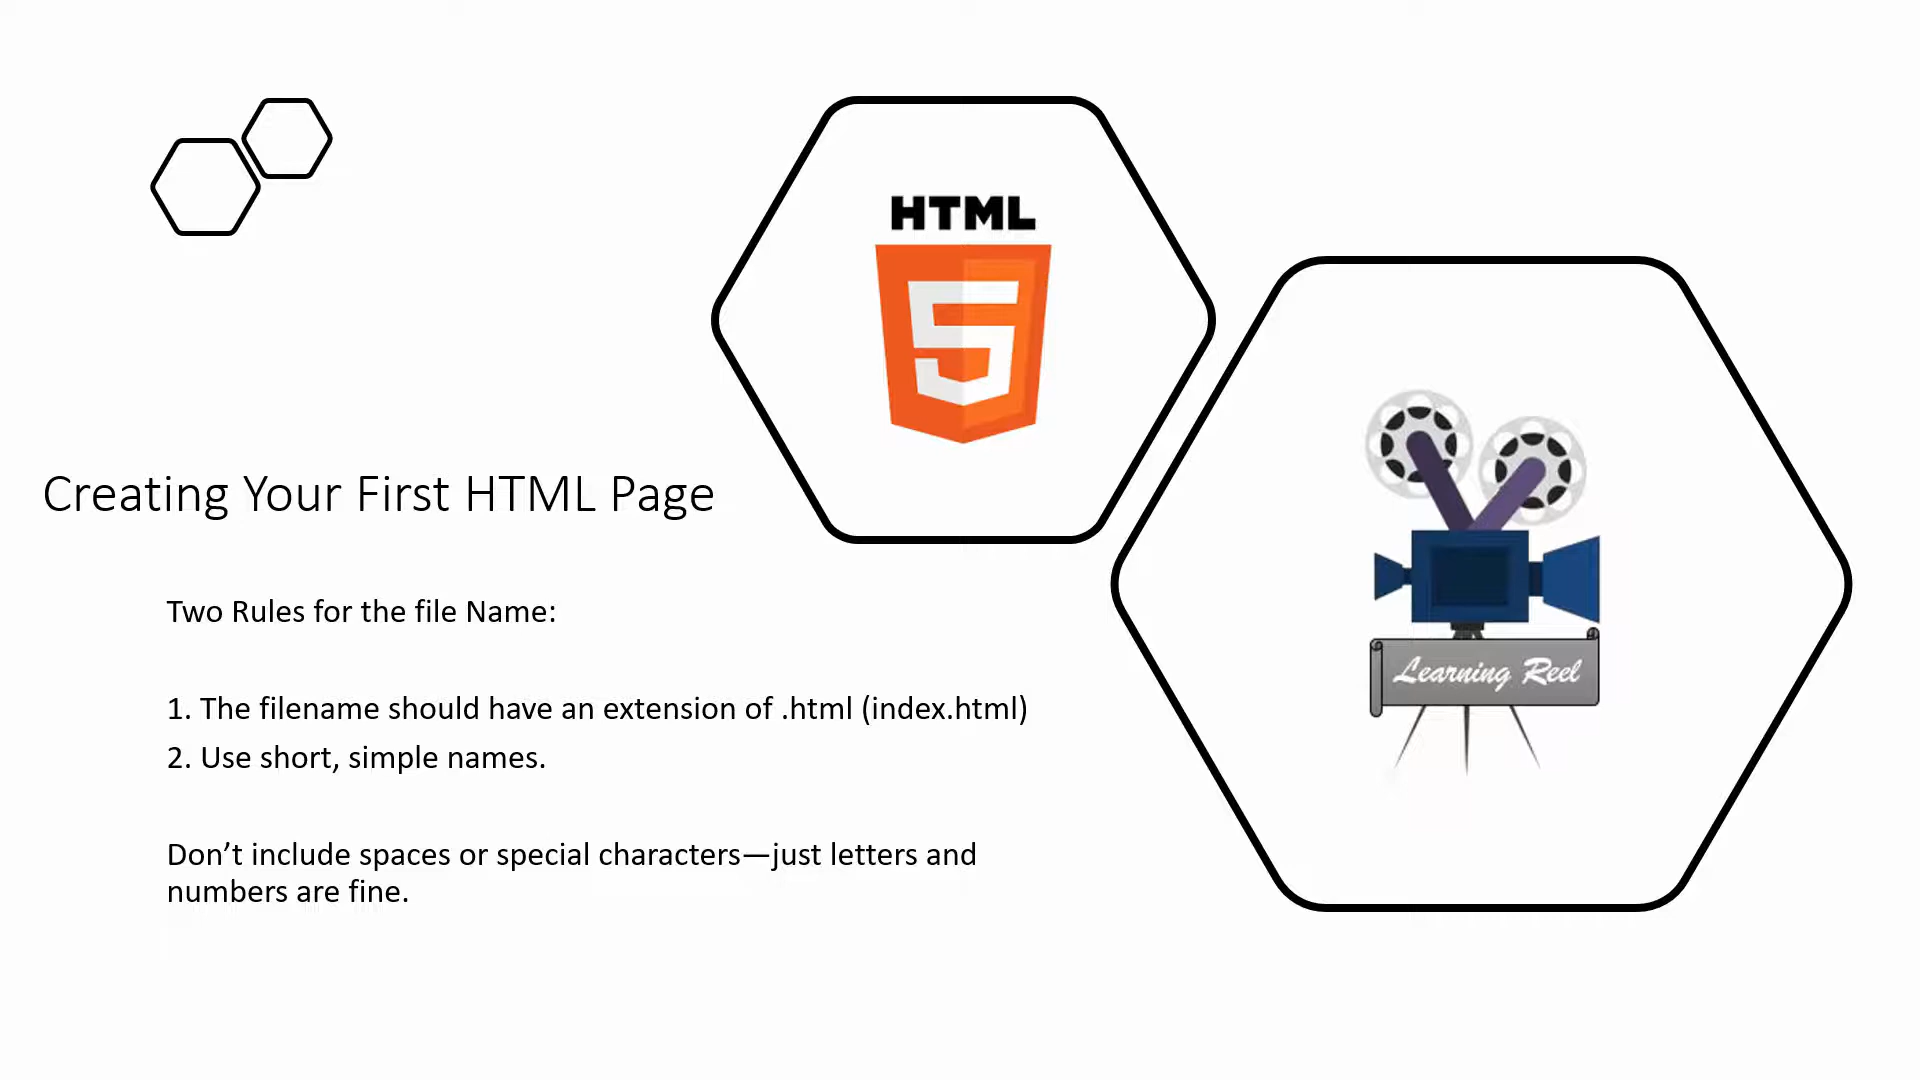 HTML
5
Creating Your First HTML Page
Learning Reel
Two Rules for the file Name:
1. The filename should have an extension of .html (index.html)
2. Use short, simple names.
Don’t include spaces or special characters—just letters and
numbers are fine.